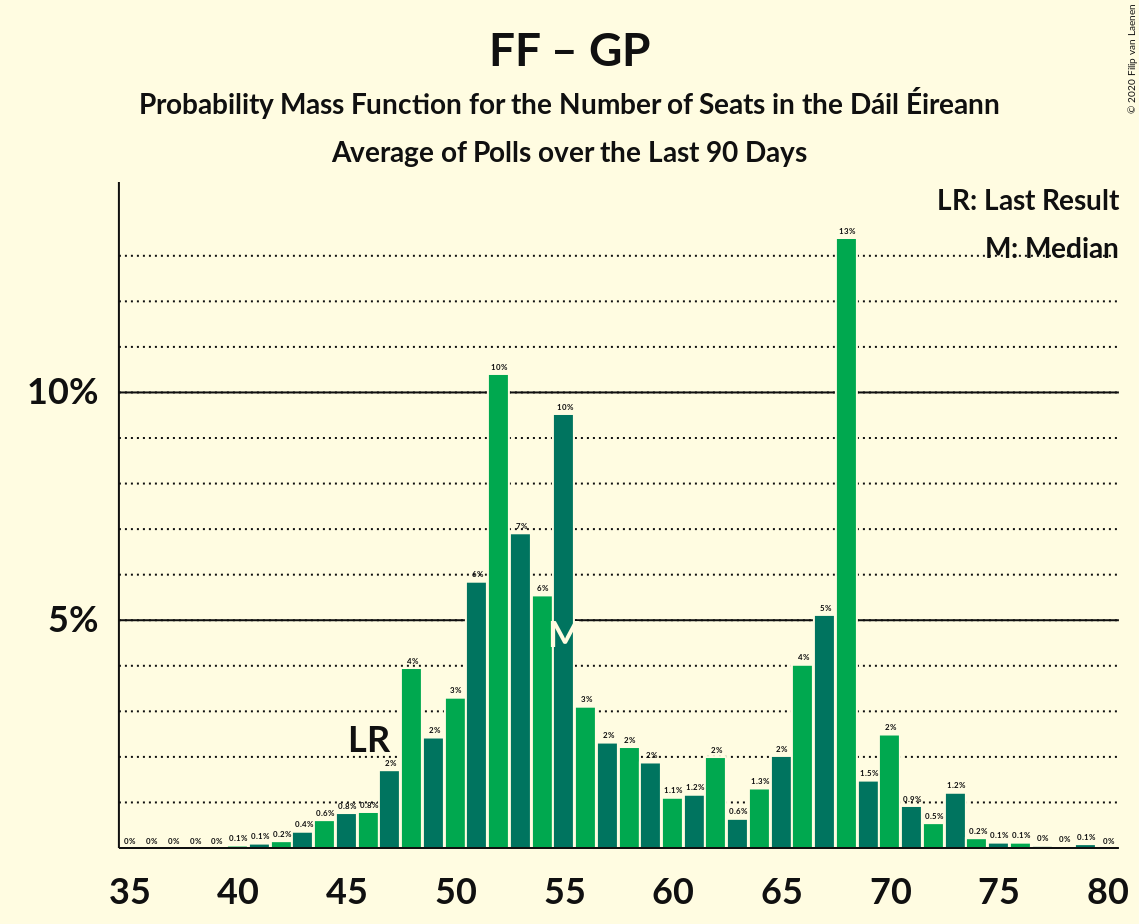 FF – GP
Probability Mass Function for the Number of Seats in the Dáil Éireann
Average of Polls over the Last 90 Days
© 2020 Filip van Laenen
LR: Last Result
M: Median
10%
5%
LR
M
0% 0% 0% 0% 0% 0.1% 0.1% 0.2% 0.4% 0.6% 0.8% 0.8% 2% 4% 2% 3% 6% 10% 7% 6% 10% 3% 2% 2% 2% 1.1% 1.2% 2% 0.6% 1.3% 2% 4% 5% 13% 1.5% 2% 0.9% 0.5% 1.2% 0.2% 0.1% 0.1% 0% 0% 0.1% 0%
35 40 45 50 55 60 65 70 75 80